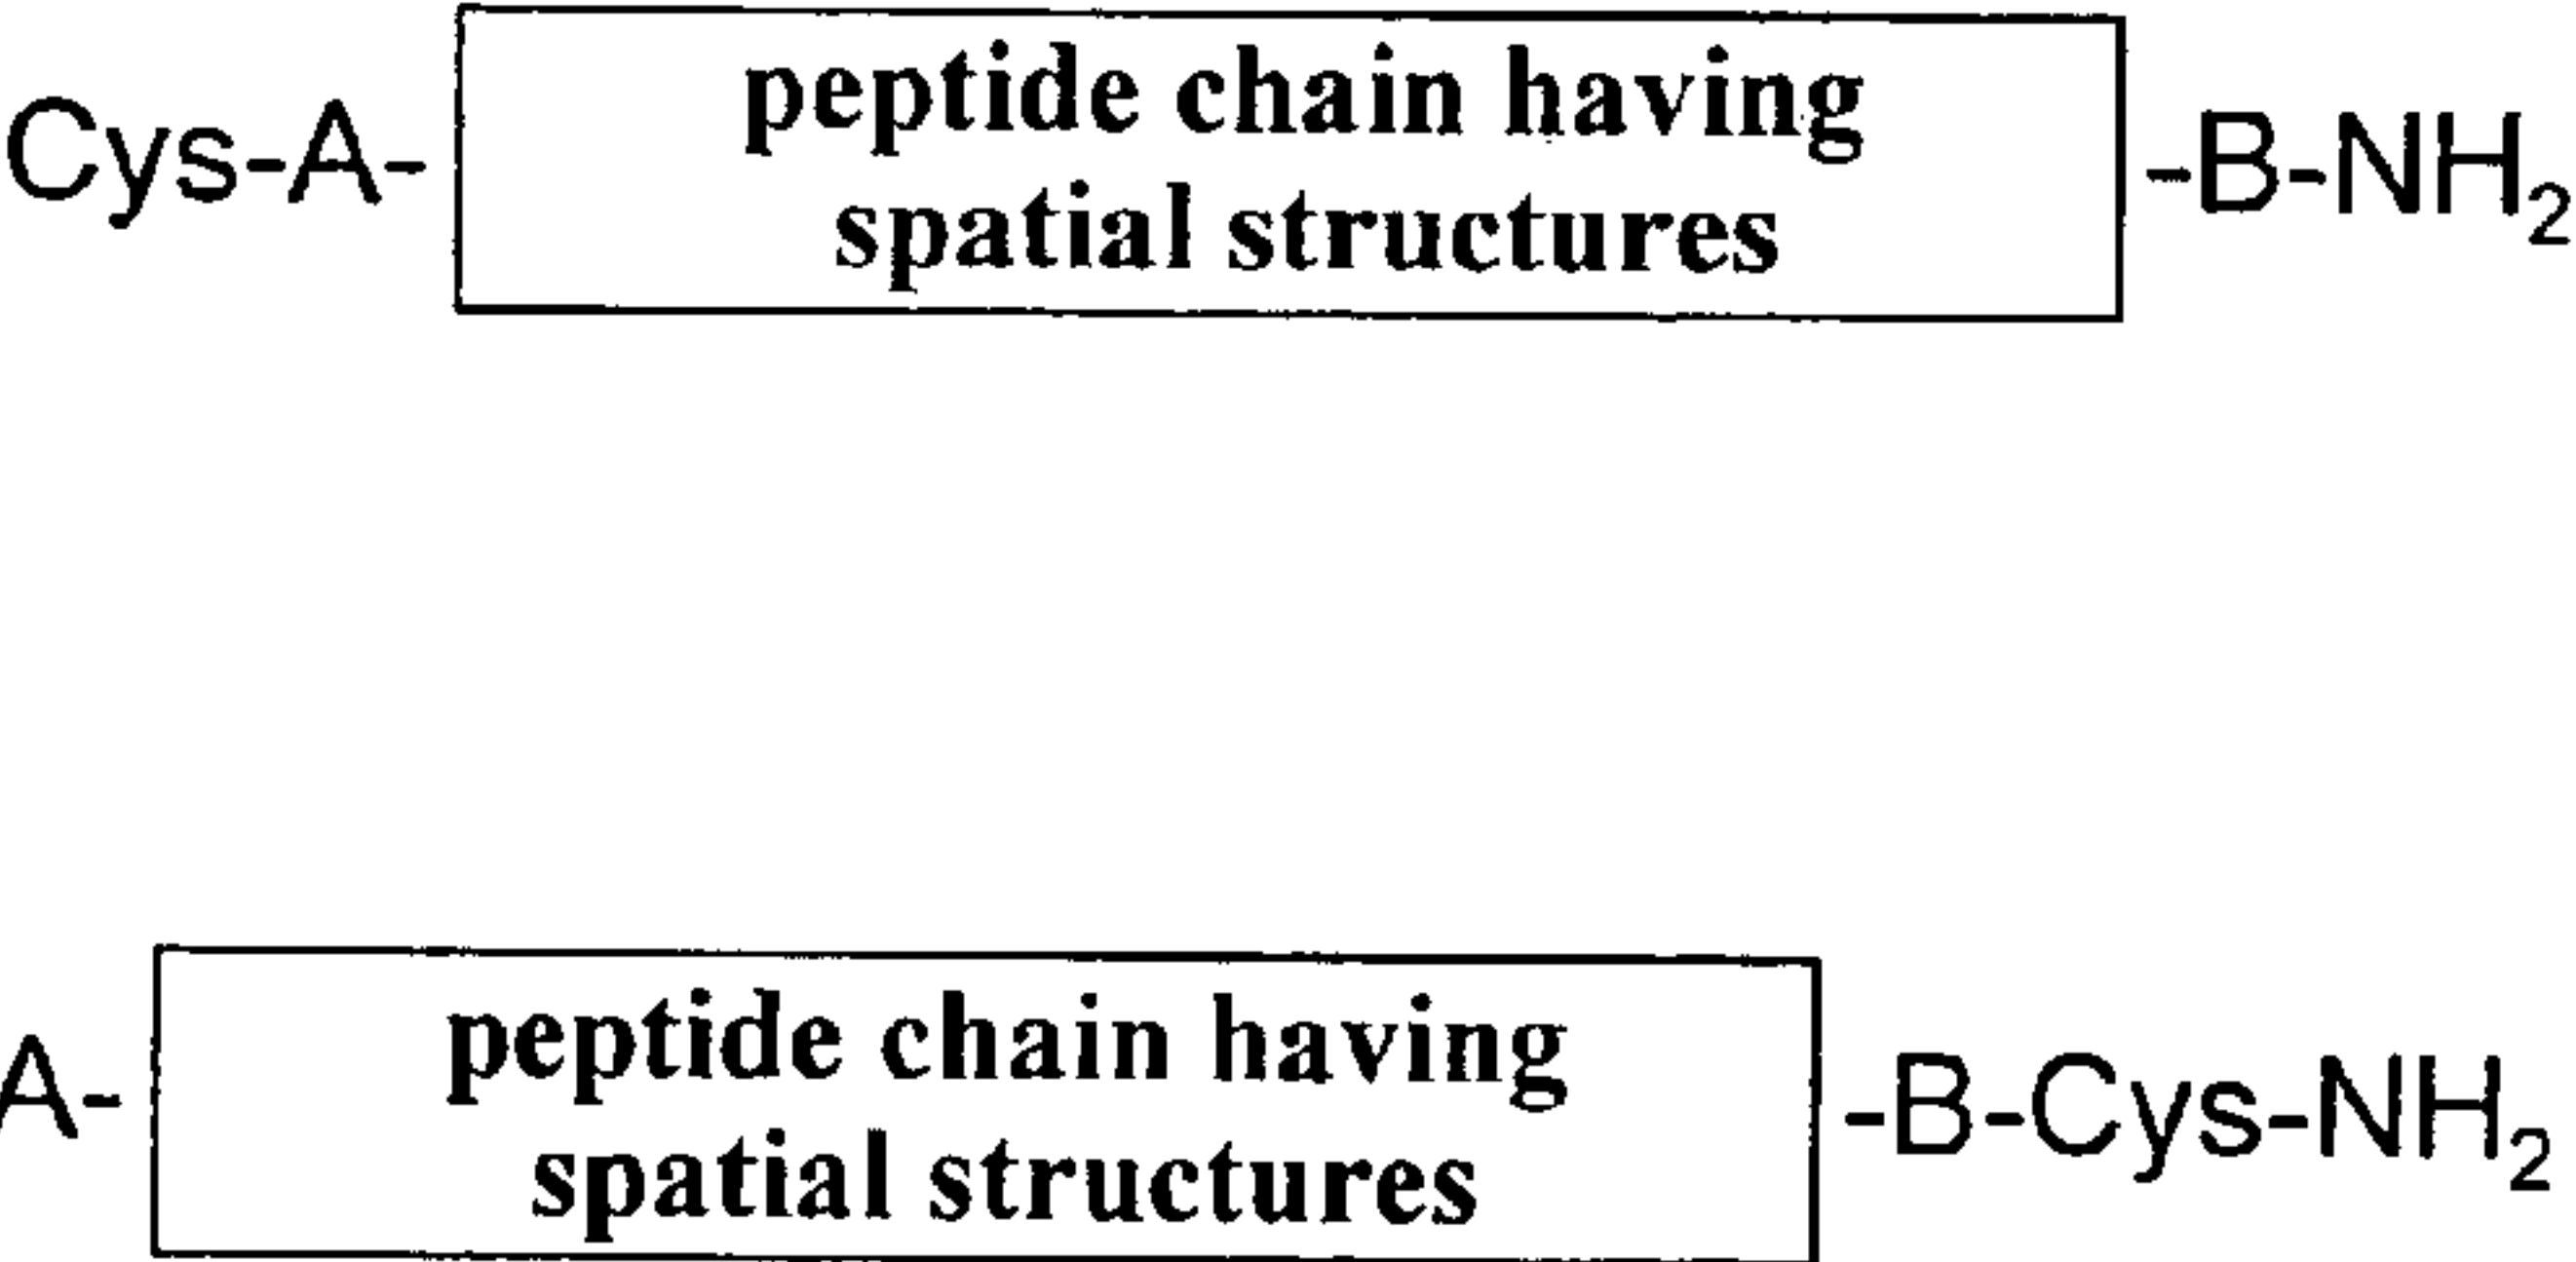 peptide chain having
Cys-A- -B-NH₂
spatial structures
peptide chain having
A- -B-Cys-NH₂
spatial structures